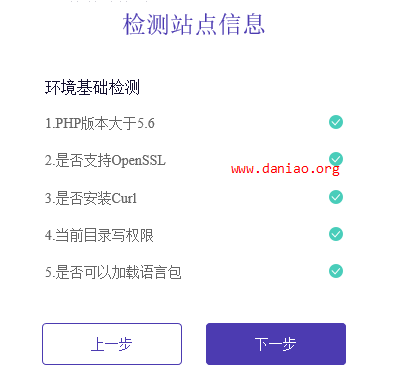 检测站点信息
环境基础检测
1.PHP版本大于5.6
2.是否支持OpenSSL
www.daniao.org
3.是否安装Curl
4.当前目录写权限
5.是否可以加载语言包
上一步
下一步